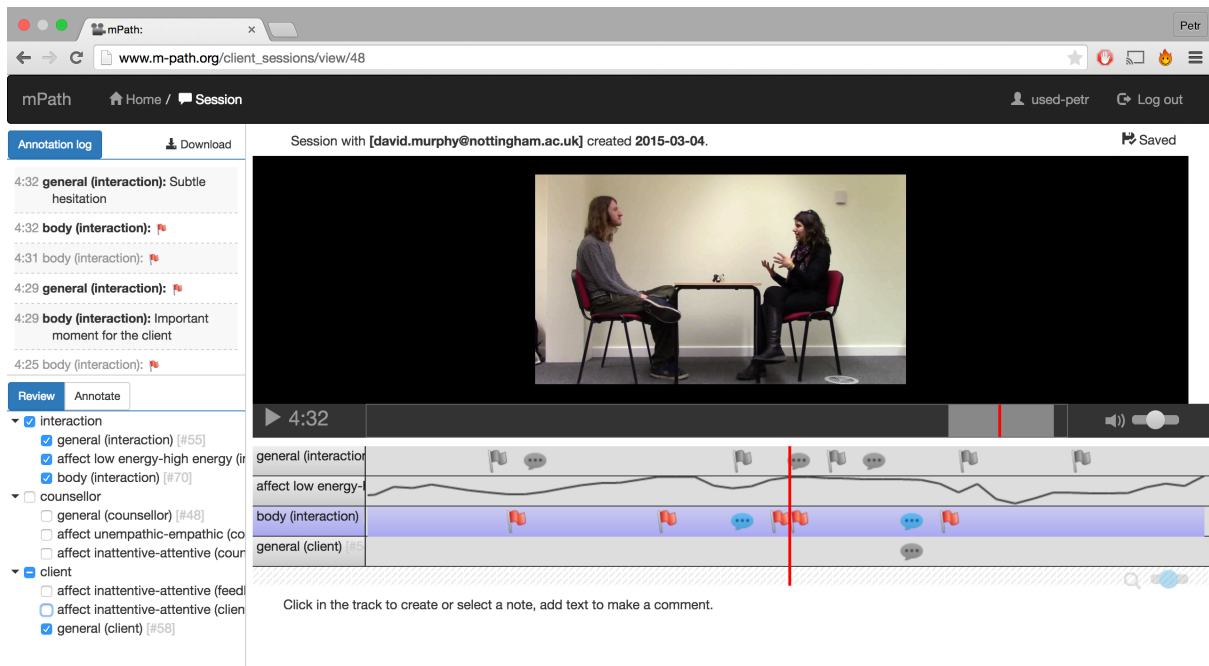 mPath:
Petr
www.m-path.org/client_sessions/view/48
mPath Home / Session used-petr Log out
Annotation log Download
Session with [david.murphy@nottingham.ac.uk] created 2015-03-04. Saved
4:32 general (interaction): Subtle
hesitation
4:32 body (interaction):
4:31 body (interaction):
4:29 general (interaction):
4:29 body (interaction): Important
moment for the client
4:25 body (interaction):
Review Annotate
interaction
general (interaction) [#55]
affect low energy-high energy (in
body (interaction) [#70]
counsellor
general (counsellor) [#48]
affect unempathic-empathic (co
affect inattentive-attentive (coun
client
affect inattentive-attentive (feed
affect inattentive-attentive (clien
general (client) [#58]
4:32
general (interaction
affect low energy-
body (interaction)
general (client) [#5
Click in the track to create or select a note, add text to make a comment.